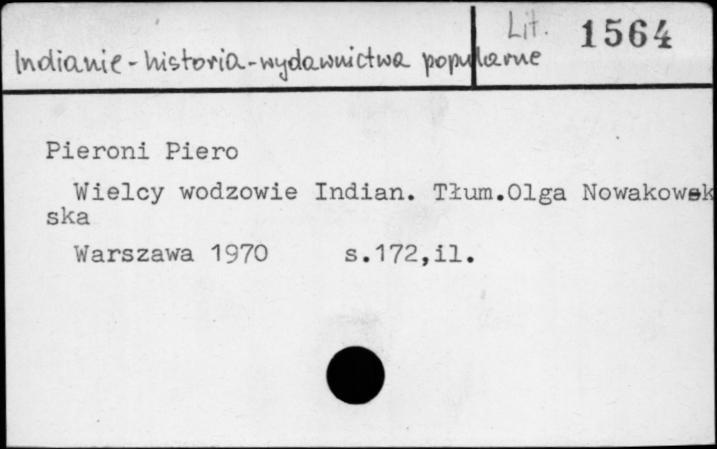 Lit. 1564
Indianie - historia - wydawnictwa popularne
Pieroni Piero
Wielcy wodzowie Indian. Tłum.Olga Nowakowsk
ska
Warszawa 1970 s.172,il.